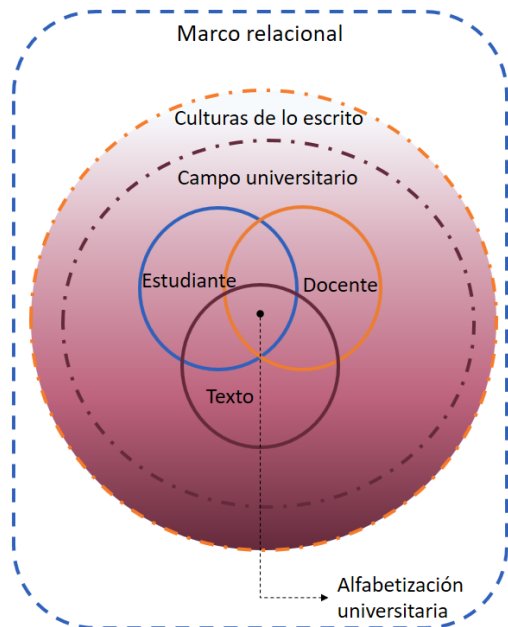 Marco relacional
Culturas de lo escrito
Campo universitario
Estudiante
Docente
Texto
Alfabetización
universitaria